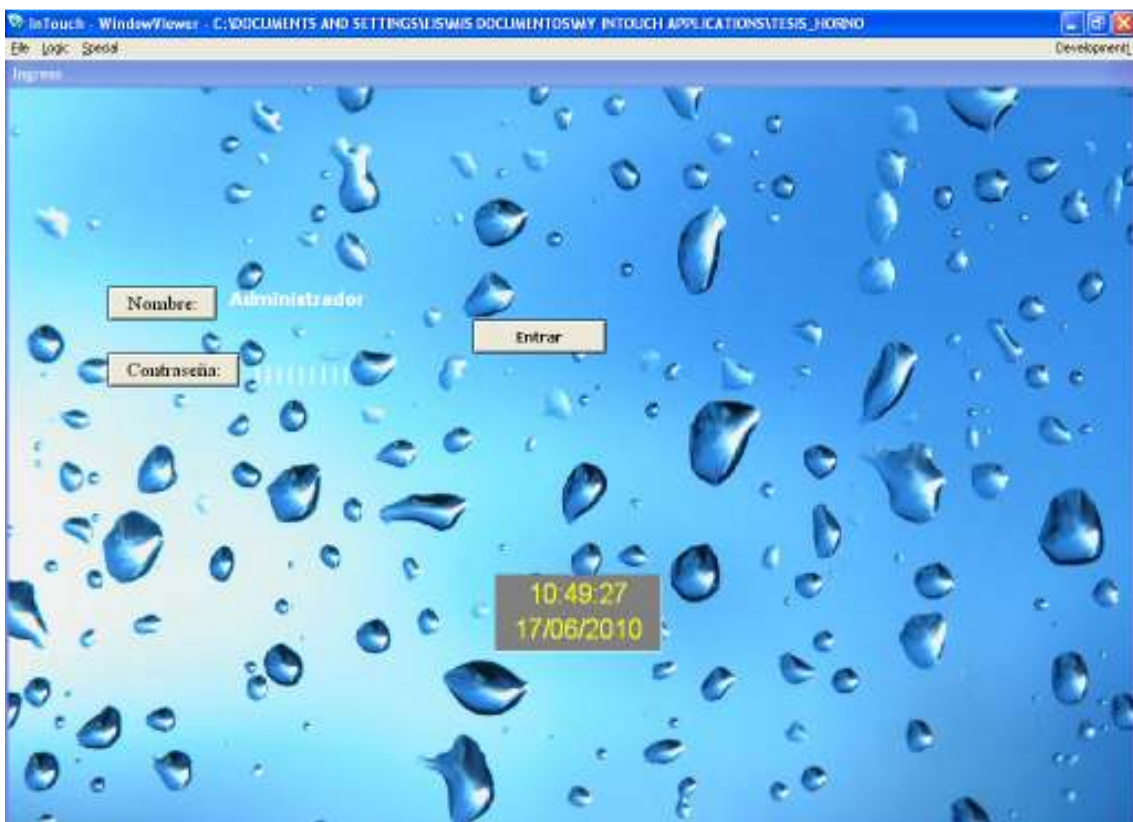 InTouch - WindowViewer - C:\DOCUMENTS AND SETTINGS\LIS\MIS DOCUMENTOS\MY INTOUCH APPLICATIONS\TESIS_HORNO
File Logic Special Development!
Ingreso
Nombre: Administrador
Entrar
Contraseña:
10:49:27
17/06/2010